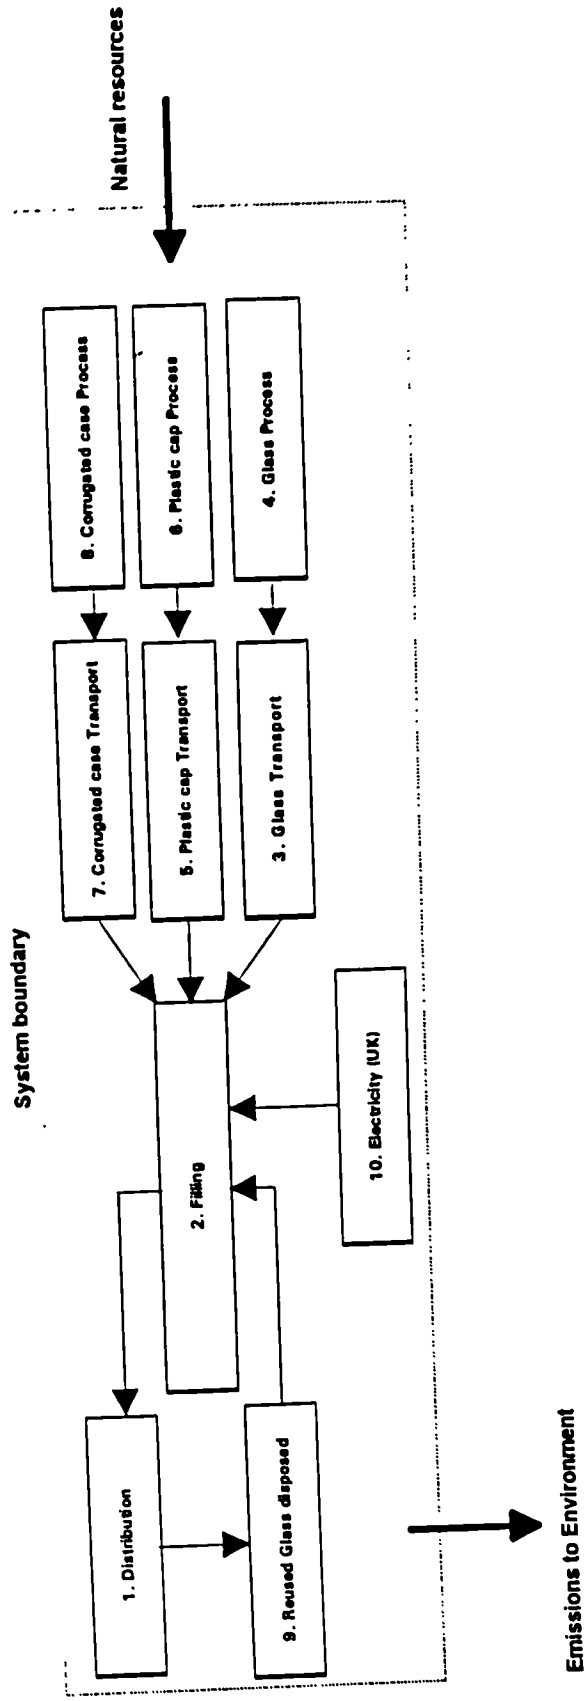 System boundary
Natural resources
8. Corrugated case Process
6. Plastic cap Process
4. Glass Process
7. Corrugated case Transport
5. Plastic cap Transport
3. Glass Transport
2. Filling
10. Electricity (UK)
1. Distribution
9. Reused Glass disposed
Emissions to Environment